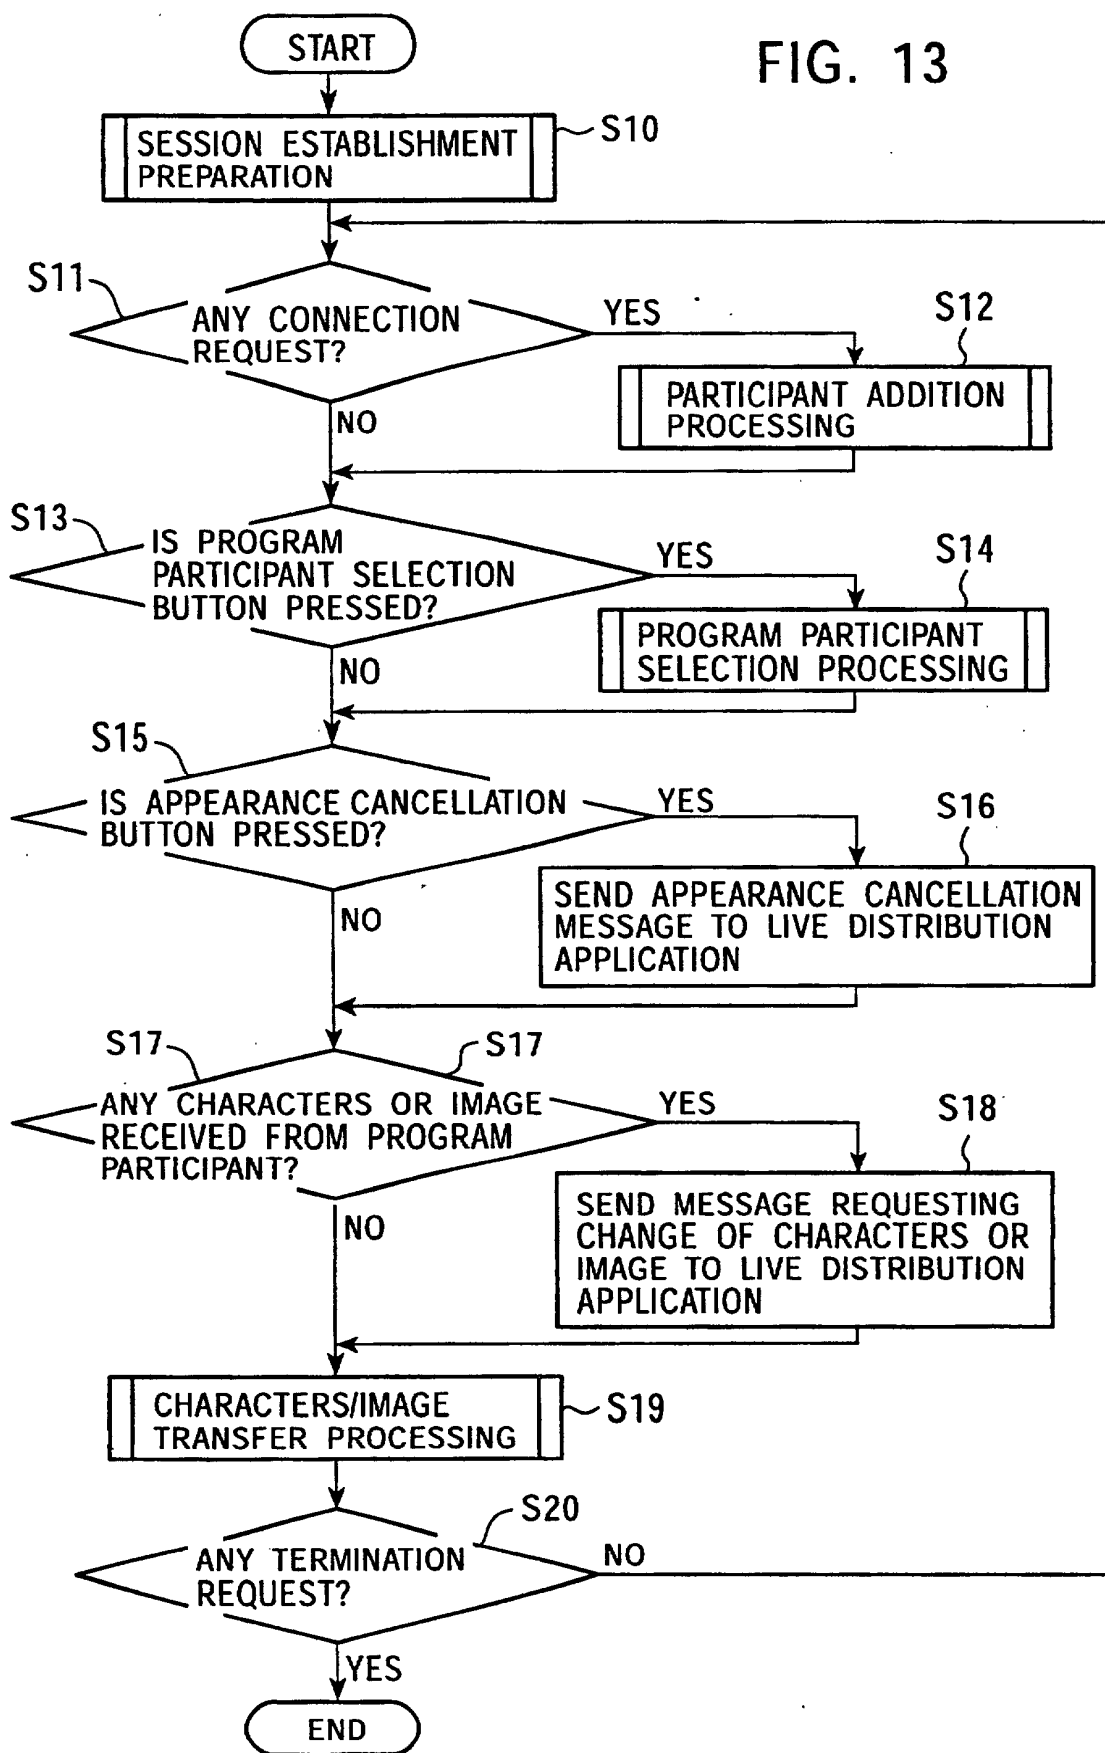 START
FIG. 13
SESSION ESTABLISHMENT
PREPARATION
S10
S11
ANY CONNECTION
REQUEST?
YES
S12
PARTICIPANT ADDITION
PROCESSING
NO
S13
IS PROGRAM
PARTICIPANT SELECTION
BUTTON PRESSED?
YES
S14
PROGRAM PARTICIPANT
SELECTION PROCESSING
NO
S15
IS APPEARANCE CANCELLATION
BUTTON PRESSED?
YES
S16
SEND APPEARANCE CANCELLATION
MESSAGE TO LIVE DISTRIBUTION
APPLICATION
NO
S17
S17
ANY CHARACTERS OR IMAGE
RECEIVED FROM PROGRAM
PARTICIPANT?
YES
S18
SEND MESSAGE REQUESTING
CHANGE OF CHARACTERS OR
IMAGE TO LIVE DISTRIBUTION
APPLICATION
NO
CHARACTERS/IMAGE
TRANSFER PROCESSING
S19
S20
ANY TERMINATION
REQUEST?
NO
YES
END